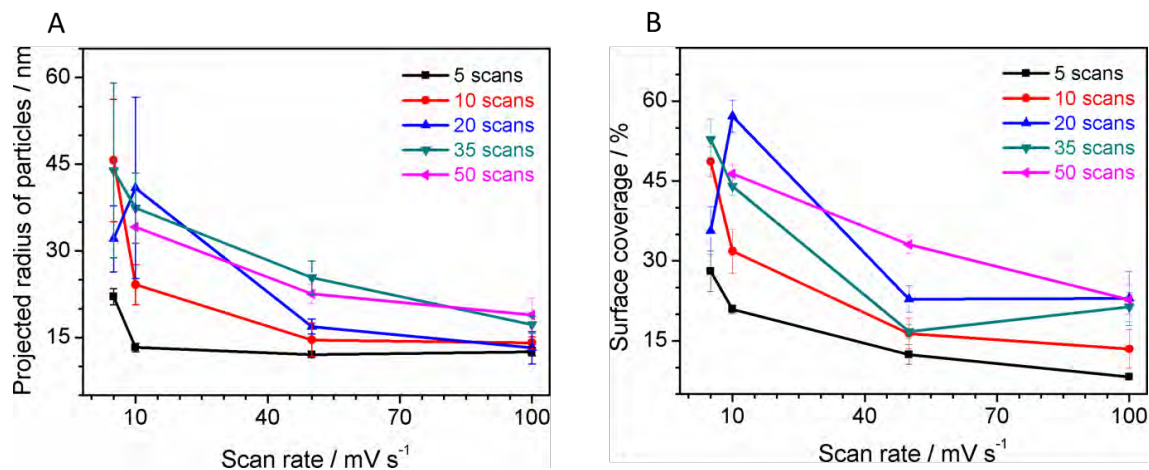 A
Projected radius of particles / nm
60
45
30
15
5 scans
10 scans
20 scans
35 scans
50 scans
10
40
70
100
Scan rate / mV s⁻¹
B
Surface coverage / %
60
45
30
15
5 scans
10 scans
20 scans
35 scans
50 scans
10
40
70
100
Scan rate / mV s⁻¹